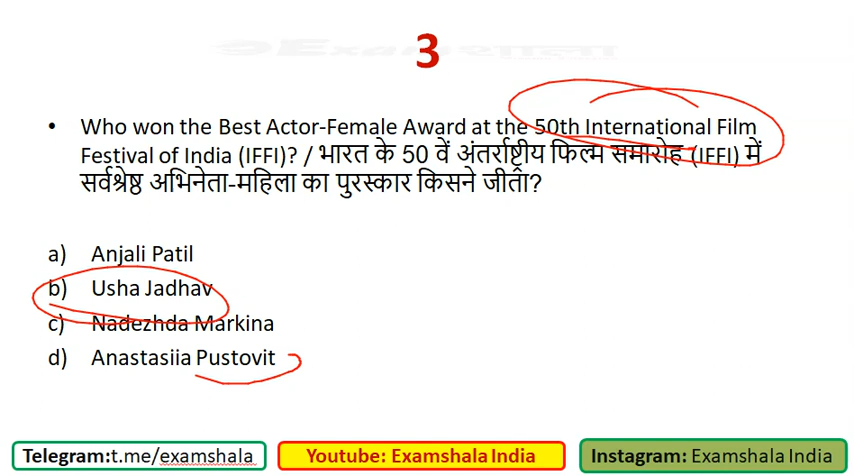 3
• Who won the Best Actor-Female Award at the 50th International Film
Festival of India (IFFI)? / भारत के 50 वें अंतर्राष्ट्रीय फिल्म समारोह (IFFI) में
सर्वश्रेष्ठ अभिनेता-महिला का पुरस्कार किसने जीता?
a) Anjali Patil
b) Usha Jadhav
c) Nadezhda Markina
d) Anastasiia Pustovit
Telegram:t.me/examshala
Youtube: Examshala India
Instagram: Examshala India